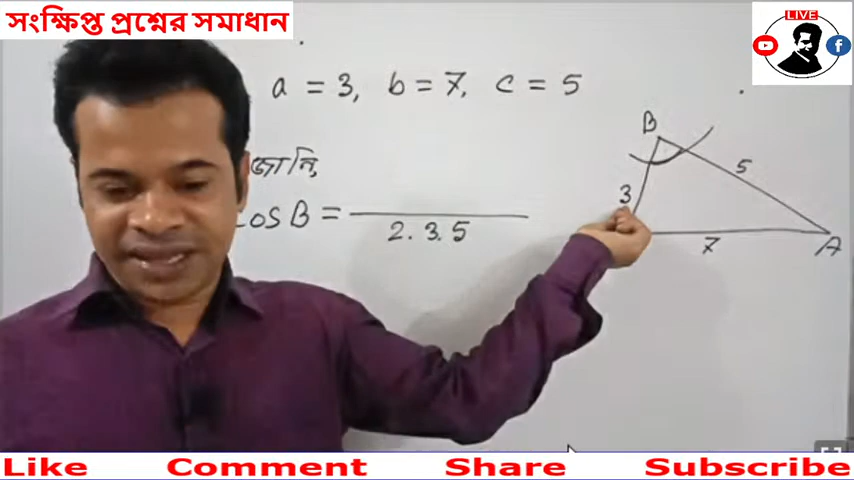 সংক্ষিপ্ত প্রশ্নের সমাধান
LIVE
a = 3, b = 7, c = 5
B
জানি,
5
3
cos B =
2.3.5
7
A
Like Comment Share Subscribe